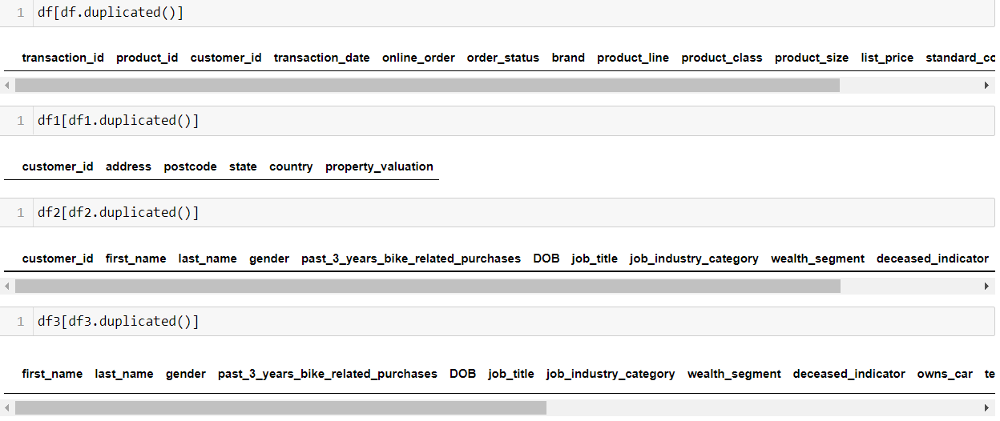 1 df[df.duplicated()]
transaction_id product_id customer_id transaction_date online_order order_status brand product_line product_class product_size list_price standard_co
1 df1[df1.duplicated()]
customer_id address postcode state country property_valuation
1 df2[df2.duplicated()]
customer_id first_name last_name gender past_3_years_bike_related_purchases DOB job_title job_industry_category wealth_segment deceased_indicator
1 df3[df3.duplicated()]
first_name last_name gender past_3_years_bike_related_purchases DOB job_title job_industry_category wealth_segment deceased_indicator owns_car te